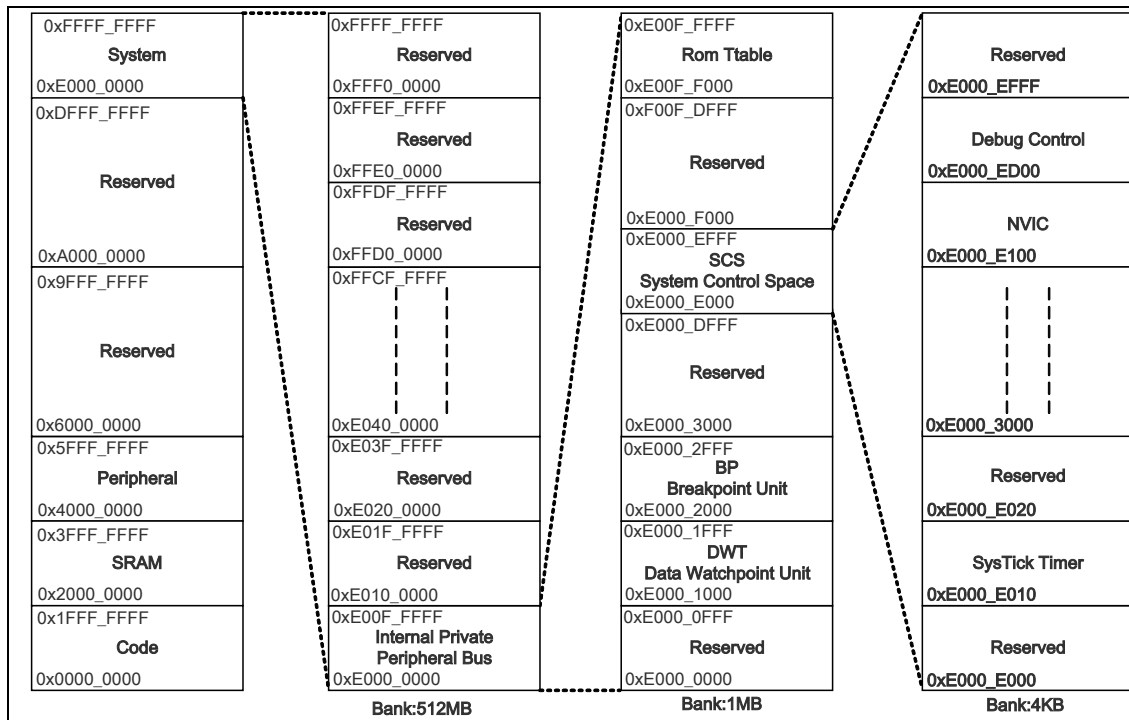 0xFFFF_FFFF
System
0xE000_0000
0xDFFF_FFFF
Reserved
0xA000_0000
0x9FFF_FFFF
Reserved
0x6000_0000
0x5FFF_FFFF
Peripheral
0x4000_0000
0x3FFF_FFFF
SRAM
0x2000_0000
0x1FFF_FFFF
Code
0x0000_0000
0xFFFF_FFFF
Reserved
0xFFF0_0000
0xFFEF_FFFF
Reserved
0xFFE0_0000
0xFFDF_FFFF
Reserved
0xFFD0_0000
0xFFCF_FFFF
0xE040_0000
0xE03F_FFFF
Reserved
0xE020_0000
0xE01F_FFFF
Reserved
0xE010_0000
0xE00F_FFFF
Internal Private
Peripheral Bus
0xE000_0000
Bank:512MB
0xE00F_FFFF
Rom Ttable
0xE00F_F000
0xF00F_DFFF
Reserved
0xE000_F000
0xE000_EFFF
SCS
System Control Space
0xE000_E000
0xE000_DFFF
Reserved
0xE000_3000
0xE000_2FFF
BP
Breakpoint Unit
0xE000_2000
0xE000_1FFF
DWT
Data Watchpoint Unit
0xE000_1000
0xE000_0FFF
Reserved
0xE000_0000
Bank:1MB
Reserved
0xE000_EFFF
Debug Control
0xE000_ED00
NVIC
0xE000_E100
0xE000_3000
Reserved
0xE000_E020
SysTick Timer
0xE000_E010
Reserved
0xE000_E000
Bank:4KB